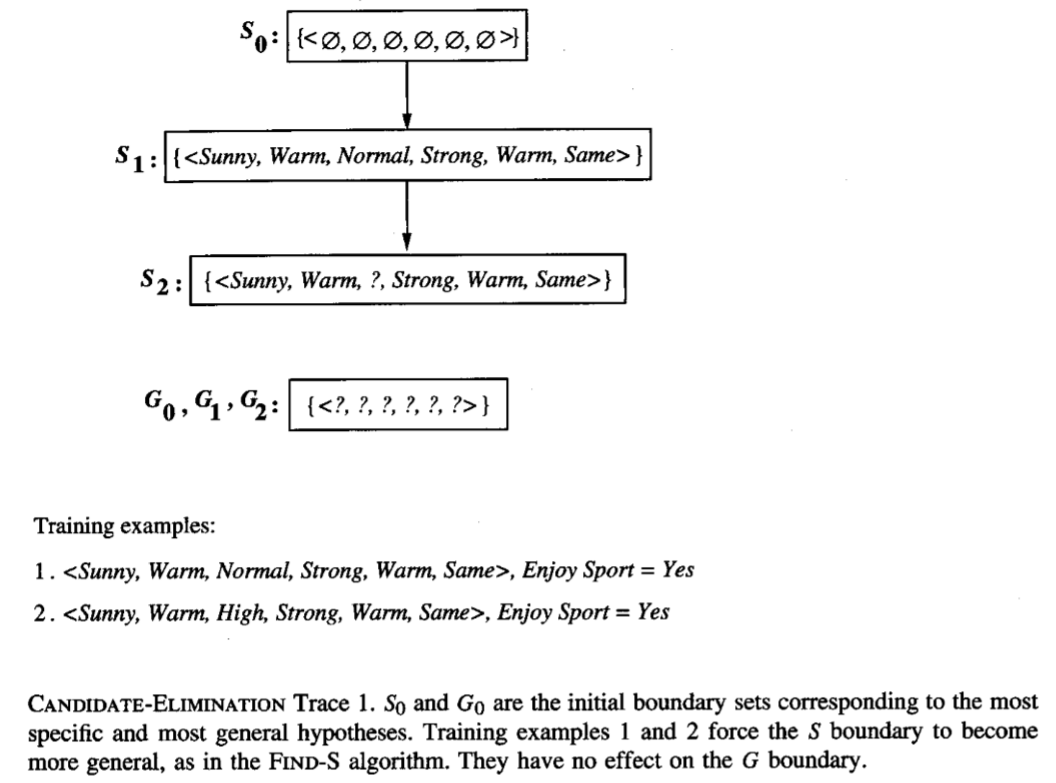 S0: {<∅, ∅, ∅, ∅, ∅, ∅>}
S1: {<Sunny, Warm, Normal, Strong, Warm, Same>}
S2: {<Sunny, Warm, ?, Strong, Warm, Same>}
G0, G1, G2: {<?, ?, ?, ?, ?, ?>}
Training examples:
1. <Sunny, Warm, Normal, Strong, Warm, Same>, Enjoy Sport = Yes
2. <Sunny, Warm, High, Strong, Warm, Same>, Enjoy Sport = Yes
CANDIDATE-ELIMINATION Trace 1. S0 and G0 are the initial boundary sets corresponding to the most
specific and most general hypotheses. Training examples 1 and 2 force the S boundary to become
more general, as in the FIND-S algorithm. They have no effect on the G boundary.